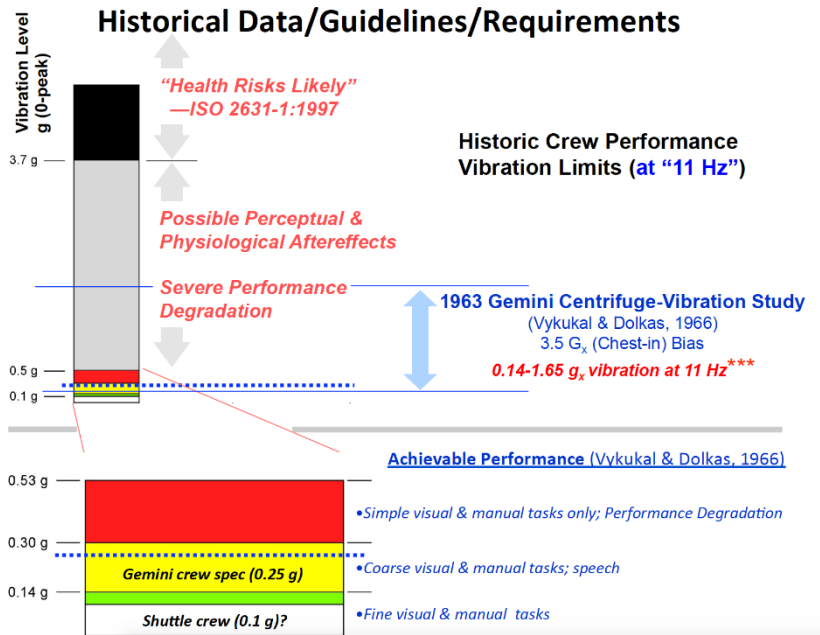 Historical Data/Guidelines/Requirements
Vibration Level
g (0-peak)
“Health Risks Likely”
—ISO 2631-1:1997
Historic Crew Performance
Vibration Limits (at “11 Hz”)
3.7 g
Possible Perceptual &
Physiological Aftereffects
Severe Performance
Degradation
1963 Gemini Centrifuge-Vibration Study
(Vykukal & Dolkas, 1966)
3.5 Gx (Chest-in) Bias
0.14-1.65 gx vibration at 11 Hz***
0.5 g
0.1 g
Achievable Performance (Vykukal & Dolkas, 1966)
0.53 g
•Simple visual & manual tasks only; Performance Degradation
0.30 g
Gemini crew spec (0.25 g)
•Coarse visual & manual tasks; speech
0.14 g
Shuttle crew (0.1 g)?
•Fine visual & manual tasks